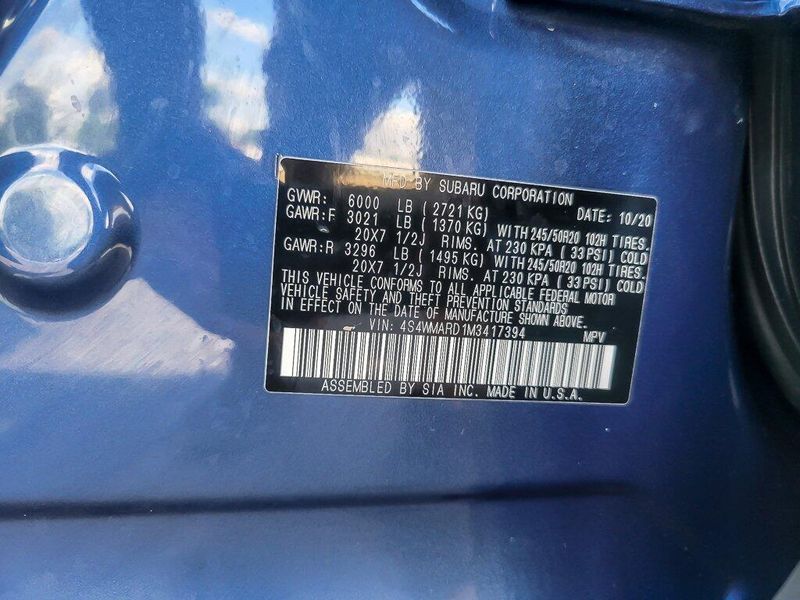 MFD BY SUBARU CORPORATION
GVWR: 6000 LB ( 2721 KG) DATE: 10/20
GAWR:F 3021 LB ( 1370 KG) WITH 245/50R20 102H TIRES.
20X7 1/2J RIMS. AT 230 KPA ( 33 PSI) COLD
GAWR:R 3296 LB ( 1495 KG) WITH 245/50R20 102H TIRES.
20X7 1/2J RIMS. AT 230 KPA ( 33 PSI) COLD
THIS VEHICLE CONFORMS TO ALL APPLICABLE FEDERAL MOTOR
VEHICLE SAFETY AND THEFT PREVENTION STANDARDS
IN EFFECT ON THE DATE OF MANUFACTURE SHOWN ABOVE.
VIN: 4S4WMARD1M3417394 MPV
ASSEMBLED BY SIA INC. MADE IN U.S.A.